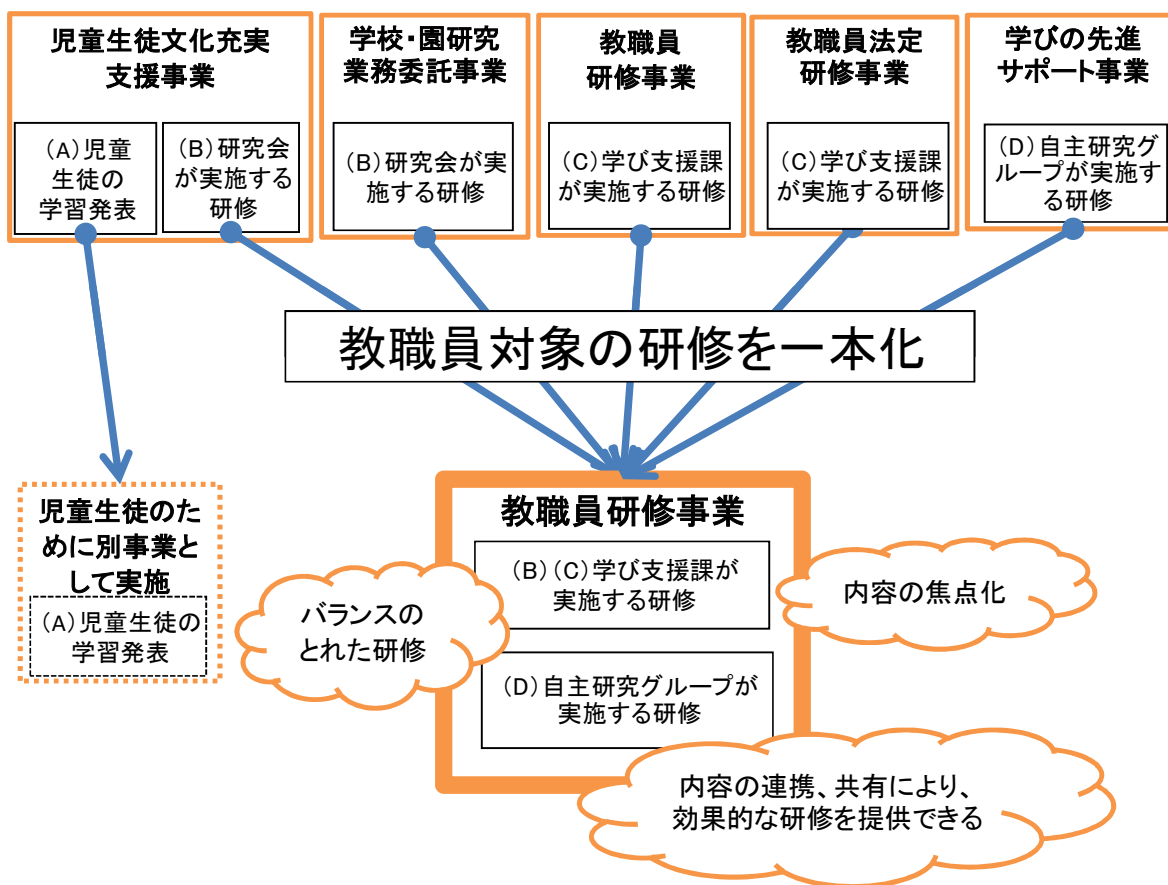 児童生徒文化充実
支援事業
(A)児童
生徒の
学習発表
(B)研究会
が実施する
研修
学校・園研究
業務委託事業
(B)研究会が実
施する研修
教職員
研修事業
(C)学び支援課
が実施する研修
教職員法定
研修事業
(C)学び支援課
が実施する研修
学びの先進
サポート事業
(D)自主研究グ
ループが実施す
る研修
教職員対象の研修を一本化
児童生徒のた
めに別事業と
して実施
(A)児童生徒の
学習発表
教職員研修事業
(B)(C)学び支援課が
実施する研修
(D)自主研究グループが
実施する研修
バランスの
とれた研修
内容の焦点化
内容の連携、共有により、
効果的な研修を提供できる